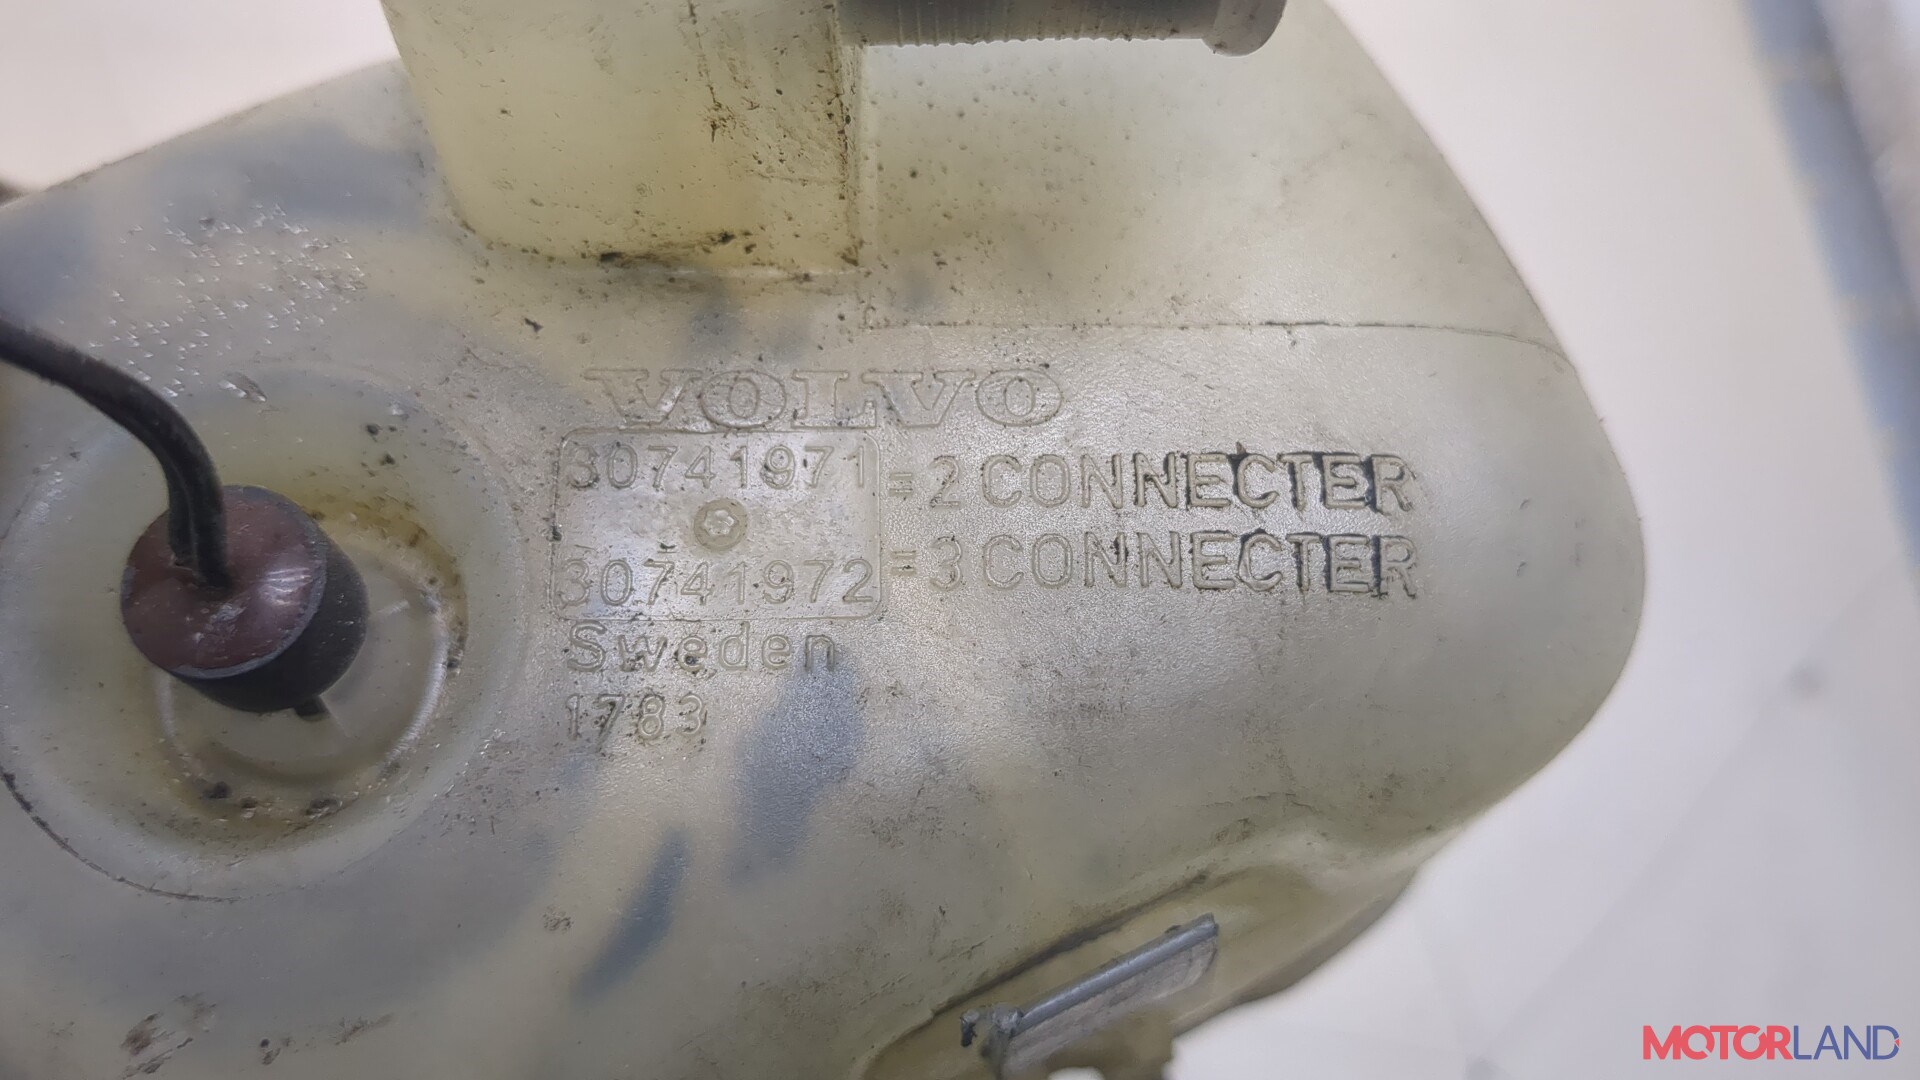 VOLVO
30741971 = 2 CONNECTER
30741972 = 3 CONNECTER
Sweden
1783
MOTORLAND